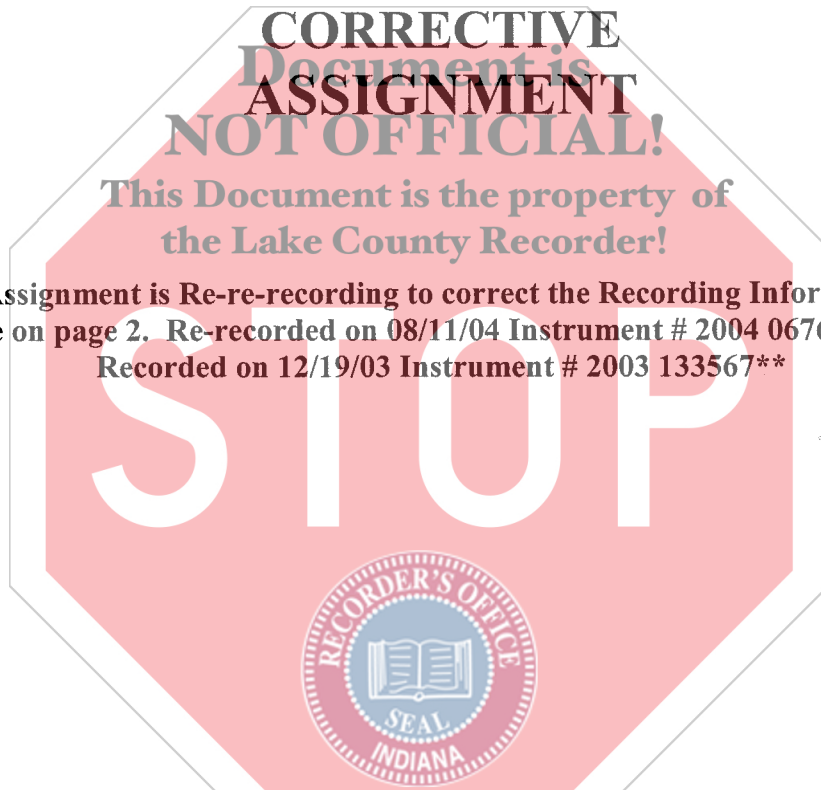 CORRECTIVE
Document is
ASSIGNMENT
NOT OFFICIAL!
This Document is the property of
the Lake County Recorder!
Assignment is Re-re-recording to correct the Recording Infor
on page 2. Re-recorded on 08/11/04 Instrument # 2004 067
Recorded on 12/19/03 Instrument # 2003 133567**
STOP
RECORDER'S OFFICE
SEAL
INDIANA